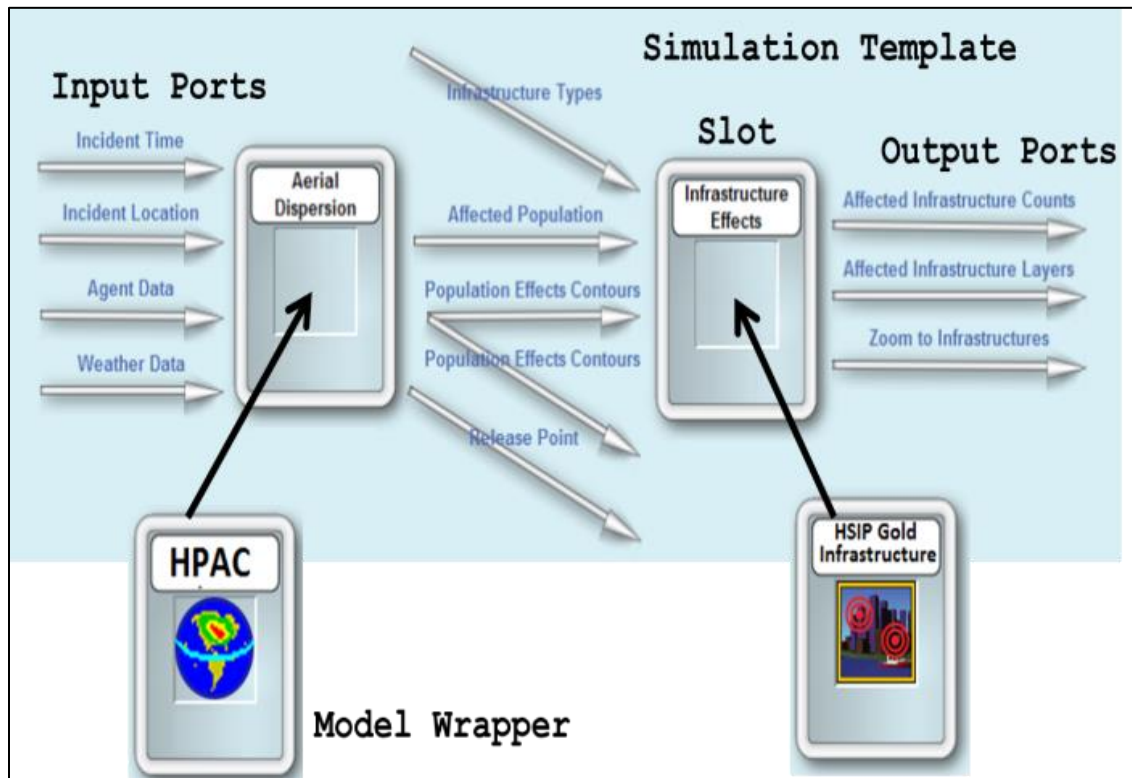 Simulation Template
Input Ports
Infrastructure Types
Slot
Output Ports
Incident Time
Aerial
Dispersion
Infrastructure
Effects
Incident Location
Affected Population
Affected Infrastructure Counts
Agent Data
Population Effects Contours
Affected Infrastructure Layers
Weather Data
Population Effects Contours
Zoom to Infrastructures
Release Point
HPAC
HSIP Gold
Infrastructure
Model Wrapper